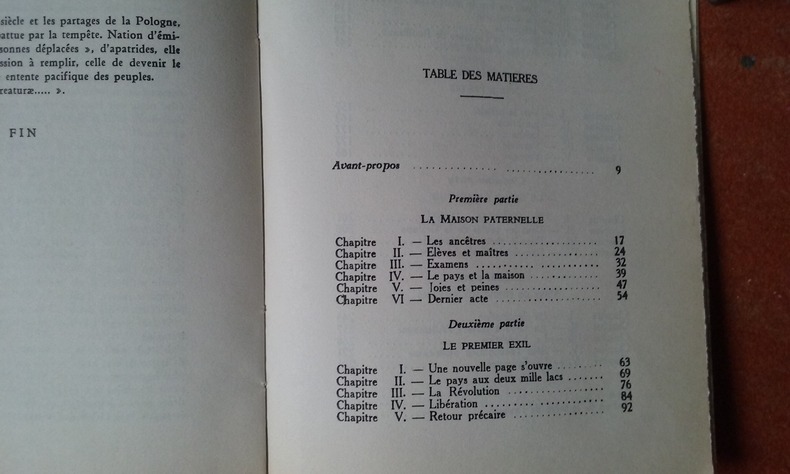 siècle et les partages de la Pologne,
attue par la tempête. Nation d'émi-
sonnes déplacées », d'apatrides, elle
ssion à remplir, celle de devenir le
entente pacifique des peuples.
reaturæ..... ».
FIN
TABLE DES MATIERES
Avant-propos .............. ................ 9
Première partie
LA MAISON PATERNELLE
Chapitre I. — Les ancêtres .................... 17
Chapitre II. — Elèves et maîtres ................ 24
Chapitre III. — Examens ......... ............ 32
Chapitre IV. — Le pays et la maison .............. 39
Chapitre V. — Joies et peines .................. 47
Chapitre VI — Dernier acte .................... 54
Deuxième partie
LE PREMIER EXIL
Chapitre I. — Une nouvelle page s'ouvre ......... 63
Chapitre II. — Le pays aux deux mille lacs ....... 69
Chapitre III. — La Révolution .................. 76
Chapitre IV. — Libération ...................... 84
Chapitre V. — Retour précaire .................. 92